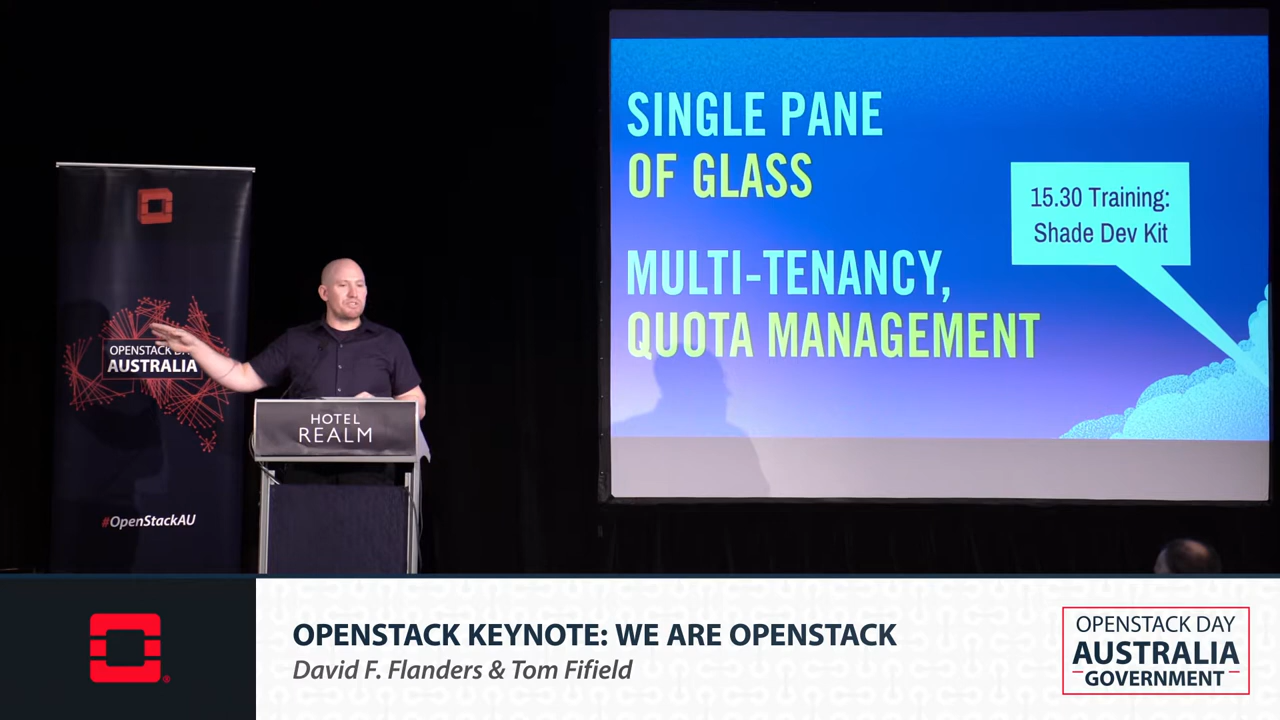 SINGLE PANE
OF GLASS
MULTI-TENANCY,
QUOTA MANAGEMENT
15.30 Training:
Shade Dev Kit
OPENSTACK DAY
AUSTRALIA
#OpenStackAU
HOTEL
REALM
OPENSTACK KEYNOTE: WE ARE OPENSTACK
David F. Flanders & Tom Fifield
OPENSTACK DAY
AUSTRALIA
GOVERNMENT